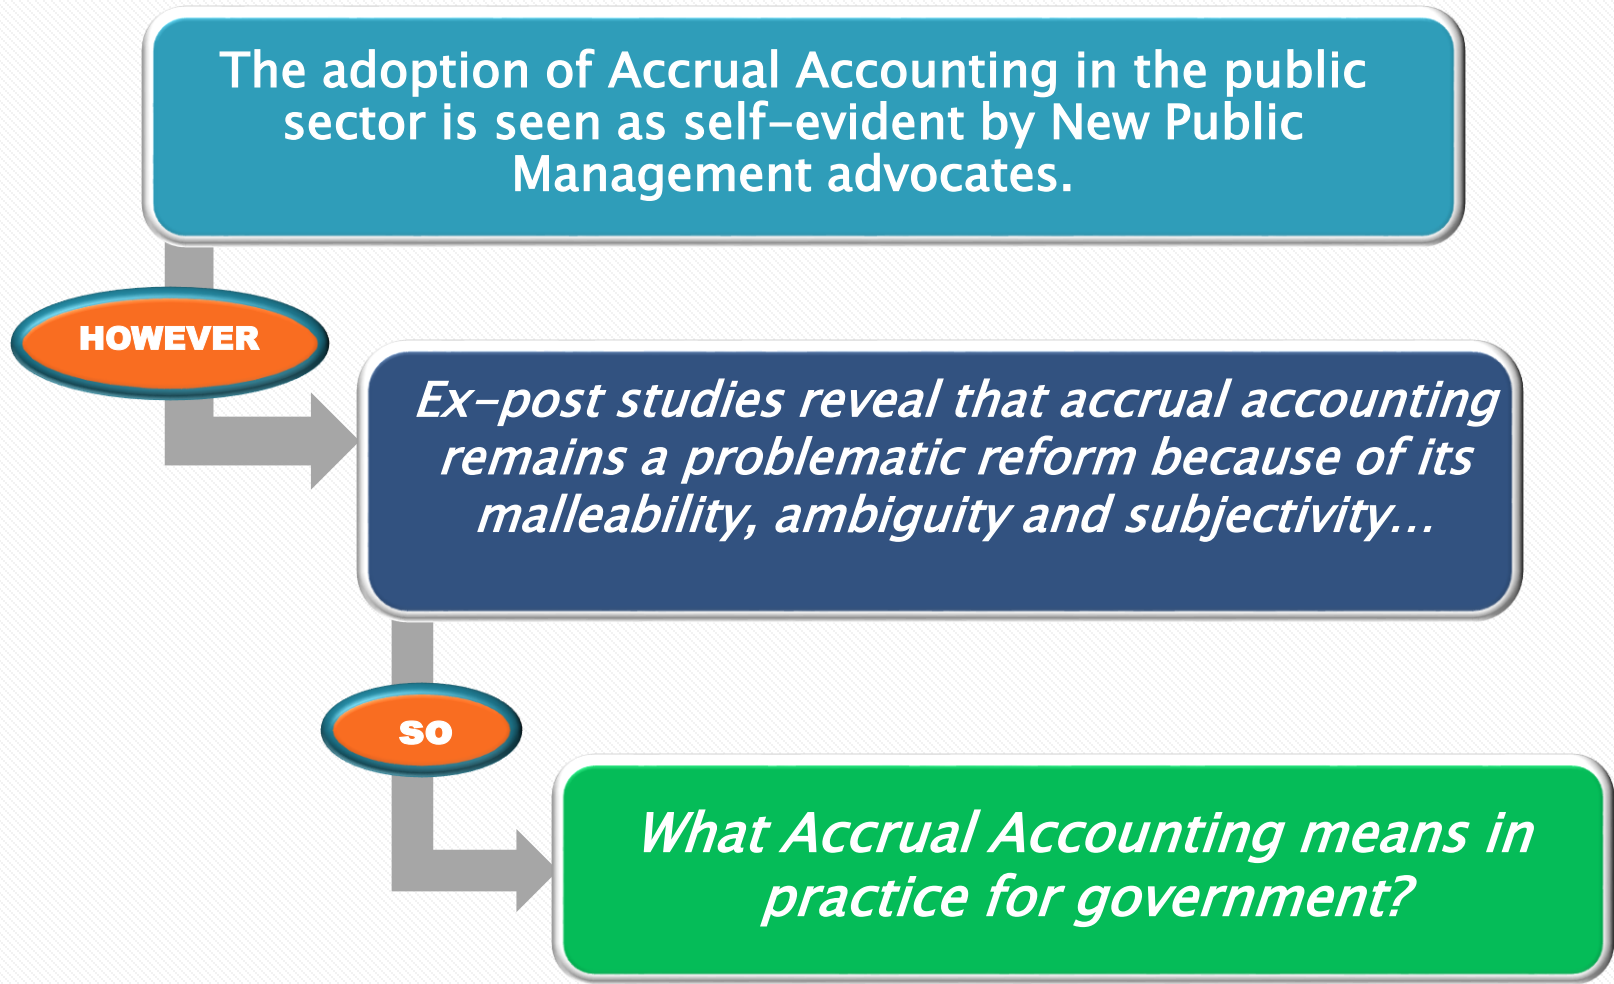 The adoption of Accrual Accounting in the public
sector is seen as self-evident by New Public
Management advocates.
HOWEVER
Ex-post studies reveal that accrual accounting
remains a problematic reform because of its
malleability, ambiguity and subjectivity…
SO
What Accrual Accounting means in
practice for government?